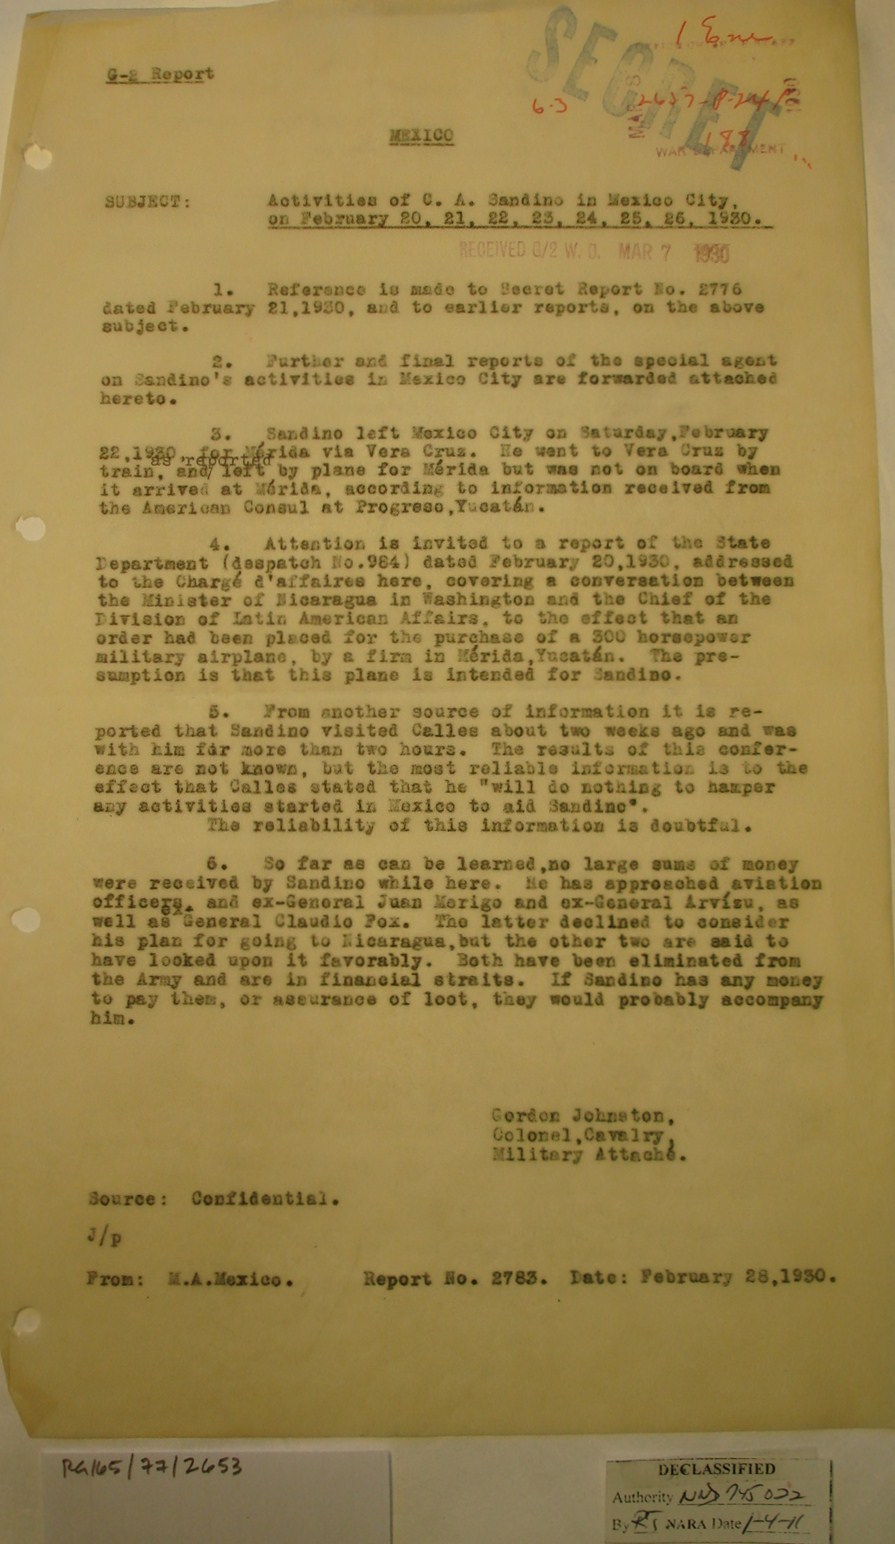 G-2 Report
SECRET
1 Enc
6-3
2657-P-24
188
WAR DEPARTMENT
MEXICO
SUBJECT: Activities of C. A. Sandino in Mexico City,
on February 20, 21, 22, 23, 24, 25, 26, 1930.
RECEIVED G/2 W. D. MAR 7 1930
1. Reference is made to Secret Report No. 2776
dated February 21,1930, and to earlier reports, on the above
subject.
2. Further and final reports of the special agent
on Sandino's activities in Mexico City are forwarded attached
hereto.
3. Sandino left Mexico City on Saturday,February
22,1930, for Mérida via Vera Cruz. He went to Vera Cruz by
as reported
train, and/ left by plane for Mérida but was not on board when
it arrived at Mérida, according to information received from
the American Consul at Progreso,Yucatán.
4. Attention is invited to a report of the State
Department (despatch No.984) dated February 20,1930, addressed
to the Chargé d'affaires here, covering a conversation between
the Minister of Nicaragua in Washington and the Chief of the
Division of Latin American Affairs, to the effect that an
order had been placed for the purchase of a 300 horsepower
military airplane, by a firm in Mérida,Yucatán. The pre-
sumption is that this plane is intended for Sandino.
5. From another source of information it is re-
ported that Sandino visited Calles about two weeks ago and was
with him for more than two hours. The results of this confer-
ence are not known, but the most reliable information is to the
effect that Calles stated that he "will do nothing to hamper
any activities started in Mexico to aid Sandino".
The reliability of this information is doubtful.
6. So far as can be learned,no large sums of money
were received by Sandino while here. He has approached aviation
officers, and ex-General Juan Merigo and ex-General Arvísu, as
well as General Claudio Fox. The latter declined to consider
his plan for going to Nicaragua,but the other two are said to
have looked upon it favorably. Both have been eliminated from
the Army and are in financial straits. If Sandino has any money
to pay them, or assurance of loot, they would probably accompany
him.
Gordon Johnston,
Colonel,Cavalry,
Military Attaché.
Source: Confidential.
J/p
From: M.A.Mexico. Report No. 2783. Date: February 28,1930.
RG165/77/2653
DECLASSIFIED
Authority NND 745022
By RT NARA Date 1-4-11